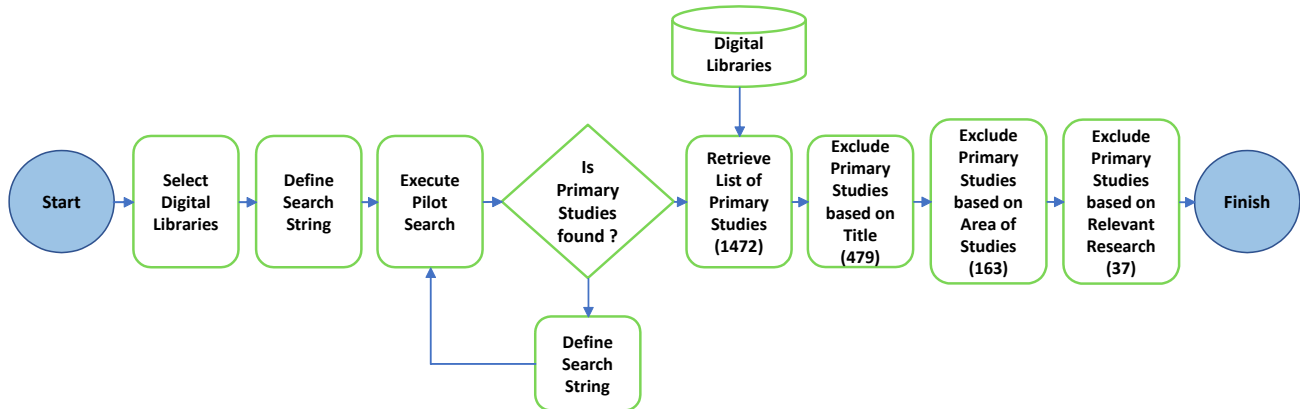 Digital
Libraries
Start
Select
Digital
Libraries
Define
Search
String
Execute
Pilot
Search
Is
Primary
Studies
found ?
Retrieve
List of
Primary
Studies
(1472)
Exclude
Primary
Studies
based on
Title
(479)
Exclude
Primary
Studies
based on
Area of
Studies
(163)
Exclude
Primary
Studies
based on
Relevant
Research
(37)
Finish
Define
Search
String